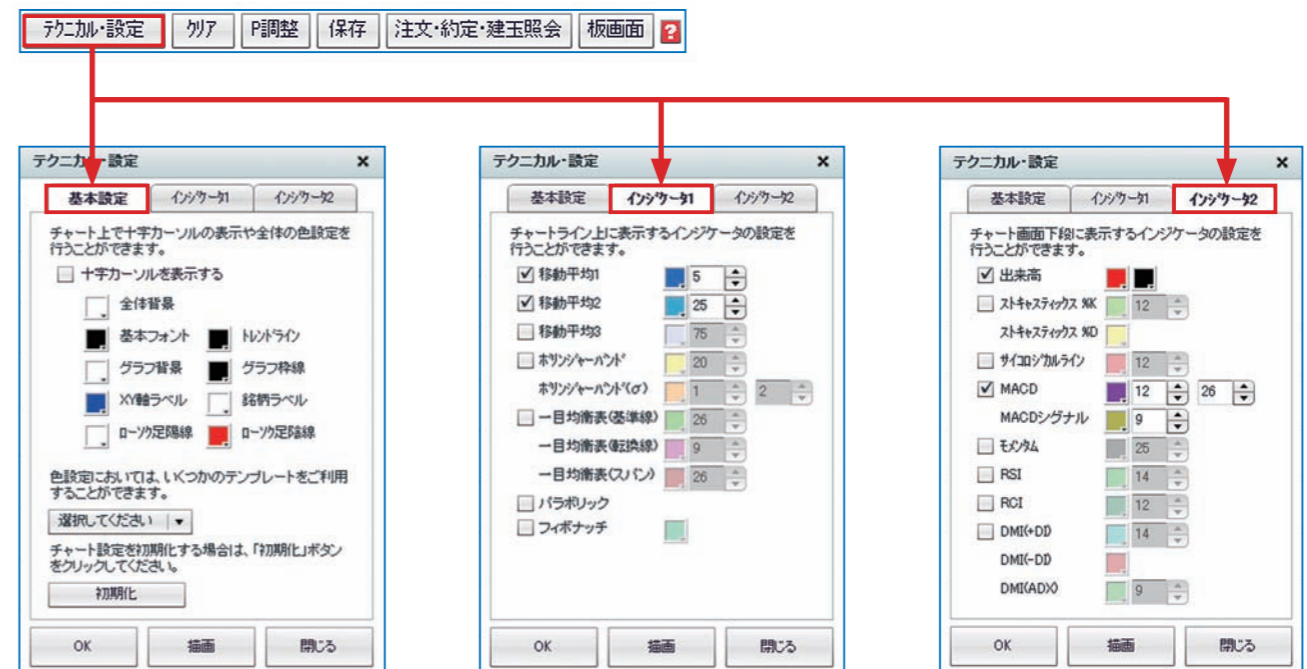 テクニカル・設定 クリア P調整 保存 注文・約定・建玉照会 板画面 ?
テクニカル・設定 ×
基本設定 インジケータ1 インジケータ2
チャート上で十字カーソルの表示や全体の色設定を
行うことができます。
十字カーソルを表示する
全体背景
基本フォント トレンドライン
グラフ背景 グラフ枠線
XY軸ラベル 銘柄ラベル
ローソク足陽線 ローソク足陰線
色設定においては、いくつかのテンプレートをご利用
することができます。
選択してください ▼
チャート設定を初期化する場合は、「初期化」ボタン
をクリックしてください。
初期化
OK 描画 閉じる
テクニカル・設定 ×
基本設定 インジケータ1 インジケータ2
チャートライン上に表示するインジケータの設定を
行うことができます。
移動平均1 5
移動平均2 25
移動平均3 75
ボリンジャーバンド 20
ボリンジャーバンド(σ) 1 2
一目均衡表(基準線) 26
一目均衡表(転換線) 9
一目均衡表(スパン) 26
パラボリック
フィボナッチ
OK 描画 閉じる
テクニカル・設定 ×
基本設定 インジケータ1 インジケータ2
チャート画面下段に表示するインジケータの設定を
行うことができます。
出来高
ストキャスティックス %K 12
ストキャスティックス %D
サイコロジカルライン 12
MACD 12 26
MACDシグナル 9
モメンタム 25
RSI 14
RCI 12
DMI(+DI) 14
DMI(-DI)
DMI(ADX) 9
OK 描画 閉じる